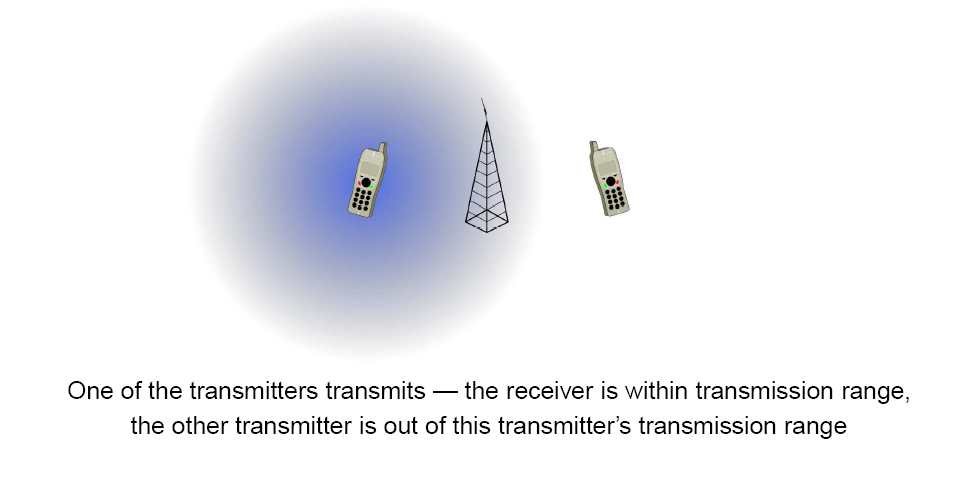 One of the transmitters transmits — the receiver is within transmission range,
the other transmitter is out of this transmitter’s transmission range